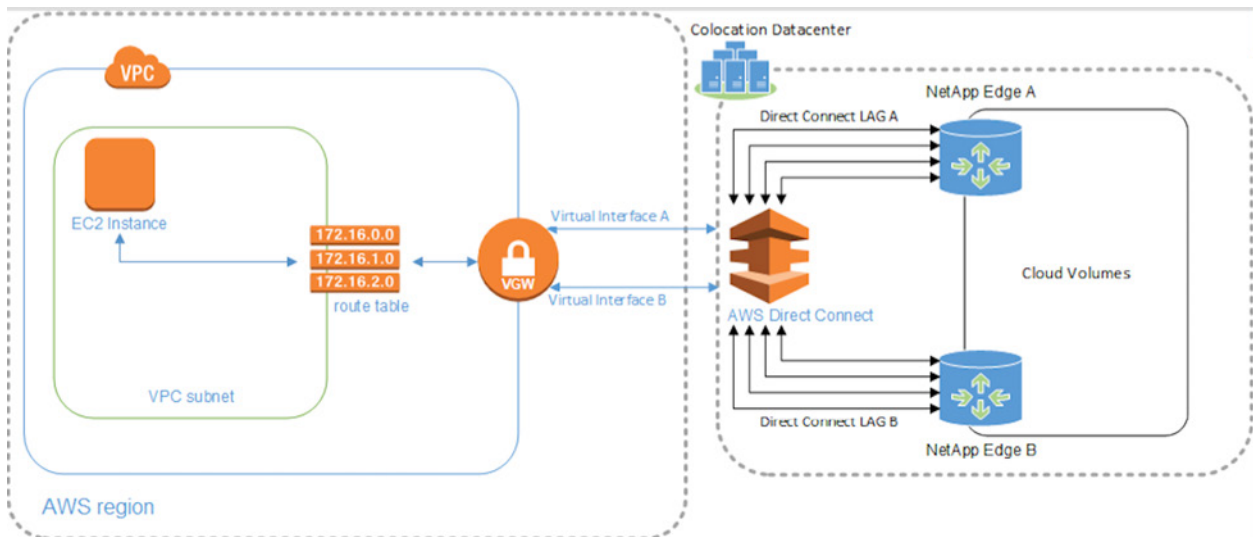 VPC
EC2 Instance
172.16.0.0
172.16.1.0
172.16.2.0
route table
VPC subnet
AWS region
VGW
Virtual Interface A
Virtual Interface B
Colocation Datacenter
Direct Connect LAG A
AWS Direct Connect
Direct Connect LAG B
NetApp Edge A
Cloud Volumes
NetApp Edge B